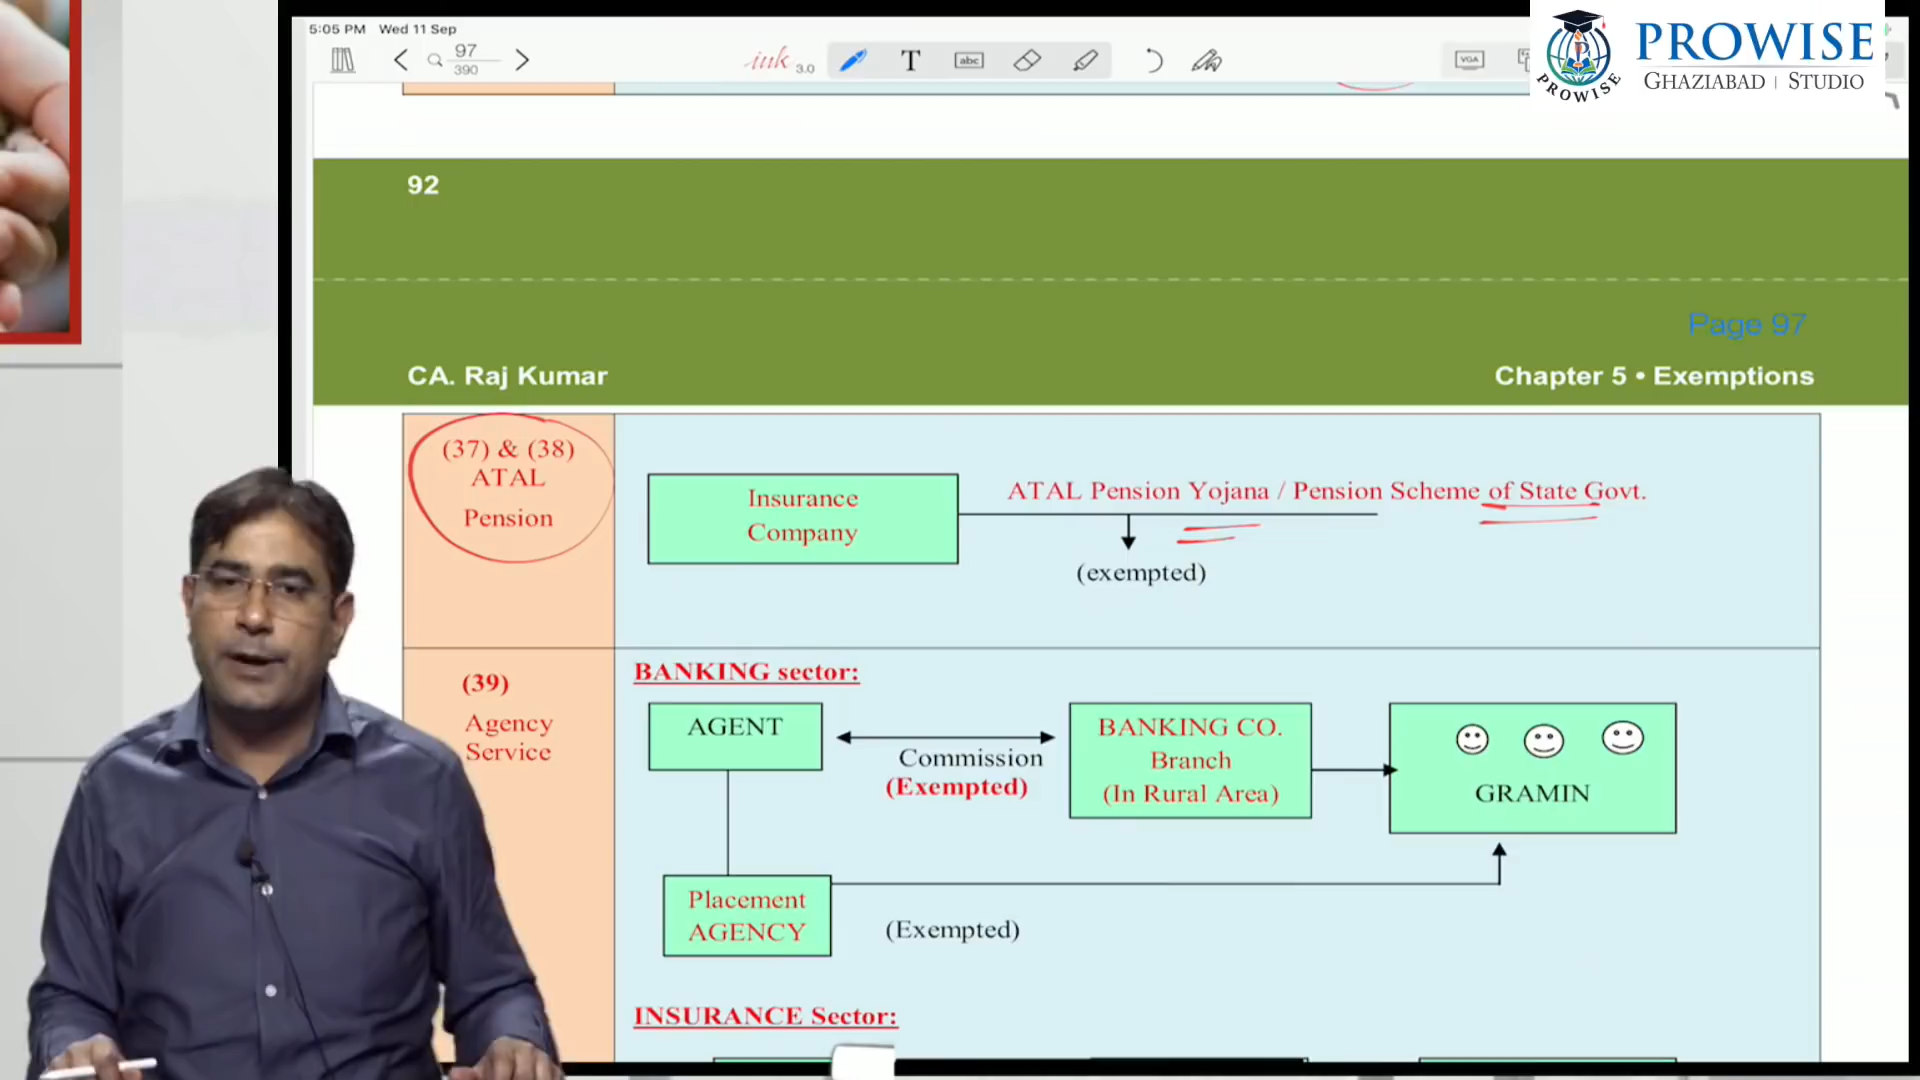 5:05 PM Wed 11 Sep
97
390
ink 3.0
T
abc
VGA
PROWISE
PROWISE
GHAZIABAD | STUDIO
92
Page 97
CA. Raj Kumar
Chapter 5 • Exemptions
(37) & (38)
ATAL
Pension
Insurance
Company
ATAL Pension Yojana / Pension Scheme of State Govt.
(exempted)
(39)
Agency
Service
BANKING sector:
AGENT
Commission
(Exempted)
BANKING CO.
Branch
(In Rural Area)
GRAMIN
Placement
AGENCY
(Exempted)
INSURANCE Sector: